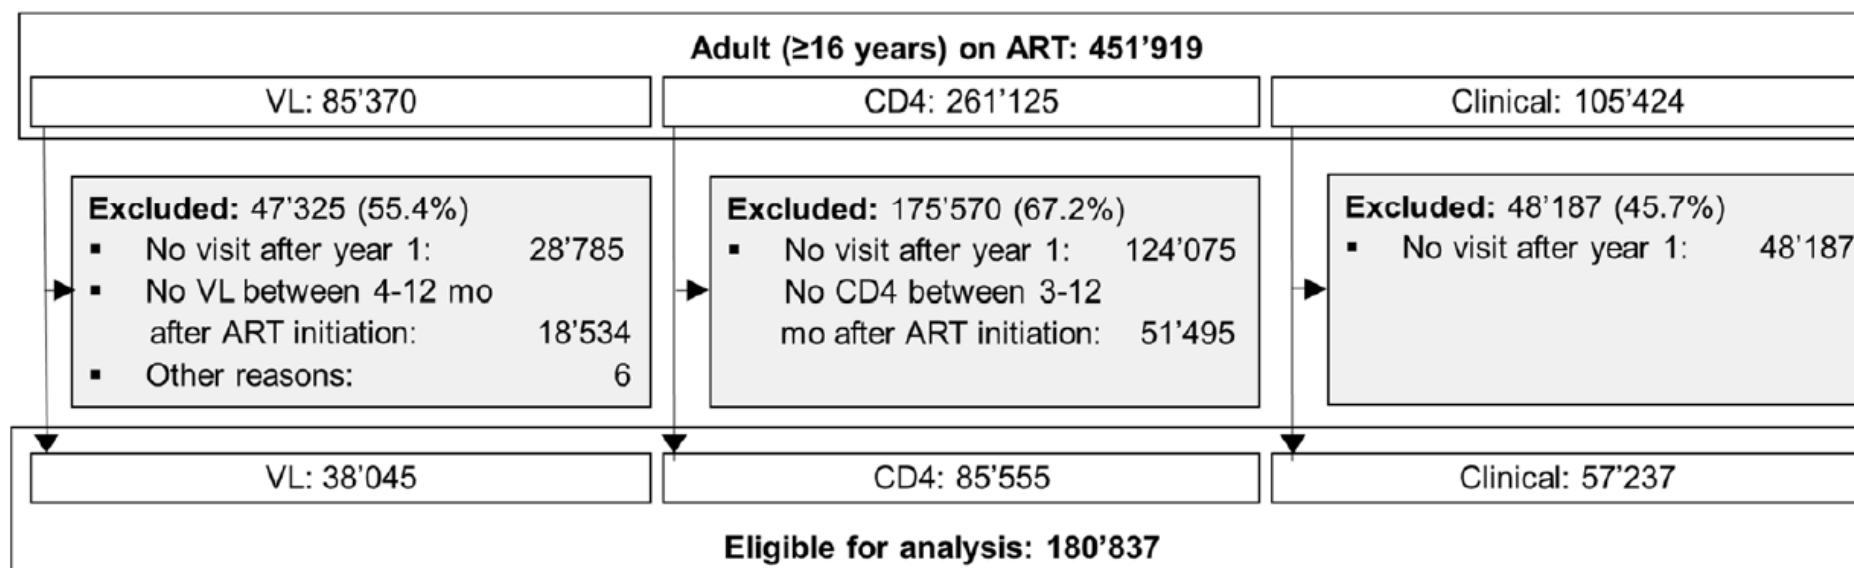 Adult (≥16 years) on ART: 451’919
VL: 85’370
CD4: 261’125
Clinical: 105’424
Excluded: 47’325 (55.4%)
▪ No visit after year 1: 28’785
▪ No VL between 4-12 mo
after ART initiation: 18’534
▪ Other reasons: 6
Excluded: 175’570 (67.2%)
▪ No visit after year 1: 124’075
No CD4 between 3-12
mo after ART initiation: 51’495
Excluded: 48’187 (45.7%)
▪ No visit after year 1: 48’187
VL: 38’045
CD4: 85’555
Clinical: 57’237
Eligible for analysis: 180’837